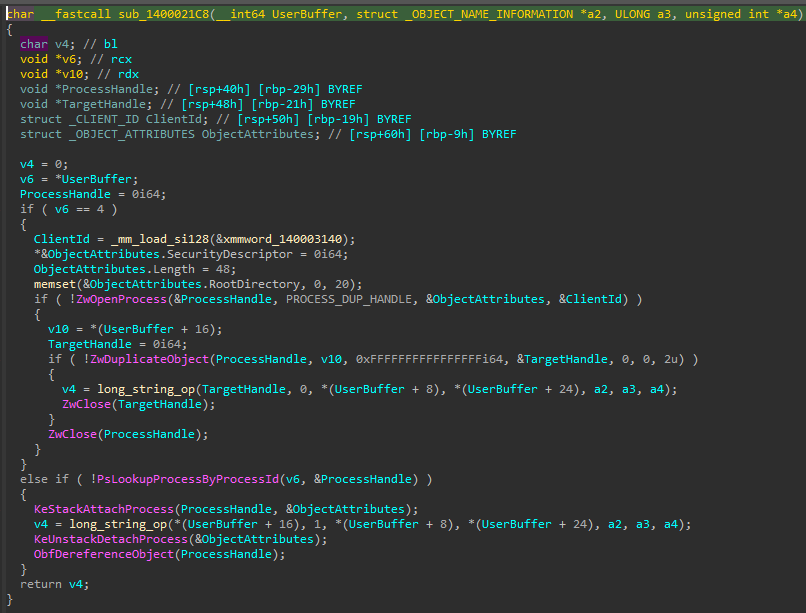 char __fastcall sub_1400021C8(__int64 UserBuffer, struct _OBJECT_NAME_INFORMATION *a2, ULONG a3, unsigned int *a4)
{
  char v4; // bl
  void *v6; // rcx
  void *v10; // rdx
  void *ProcessHandle; // [rsp+40h] [rbp-29h] BYREF
  void *TargetHandle; // [rsp+48h] [rbp-21h] BYREF
  struct _CLIENT_ID ClientId; // [rsp+50h] [rbp-19h] BYREF
  struct _OBJECT_ATTRIBUTES ObjectAttributes; // [rsp+60h] [rbp-9h] BYREF

  v4 = 0;
  v6 = *UserBuffer;
  ProcessHandle = 0i64;
  if ( v6 == 4 )
  {
    ClientId = _mm_load_si128(&xmmword_140003140);
    *&ObjectAttributes.SecurityDescriptor = 0i64;
    ObjectAttributes.Length = 48;
    memset(&ObjectAttributes.RootDirectory, 0, 20);
    if ( !ZwOpenProcess(&ProcessHandle, PROCESS_DUP_HANDLE, &ObjectAttributes, &ClientId) )
    {
      v10 = *(UserBuffer + 16);
      TargetHandle = 0i64;
      if ( !ZwDuplicateObject(ProcessHandle, v10, 0xFFFFFFFFFFFFFFFFi64, &TargetHandle, 0, 0, 2u) )
      {
        v4 = long_string_op(TargetHandle, 0, *(UserBuffer + 8), *(UserBuffer + 24), a2, a3, a4);
        ZwClose(TargetHandle);
      }
      ZwClose(ProcessHandle);
    }
  }
  else if ( !PsLookupProcessByProcessId(v6, &ProcessHandle) )
  {
    KeStackAttachProcess(ProcessHandle, &ObjectAttributes);
    v4 = long_string_op(*(UserBuffer + 16), 1, *(UserBuffer + 8), *(UserBuffer + 24), a2, a3, a4);
    KeUnstackDetachProcess(&ObjectAttributes);
    ObfDereferenceObject(ProcessHandle);
  }
  return v4;
}